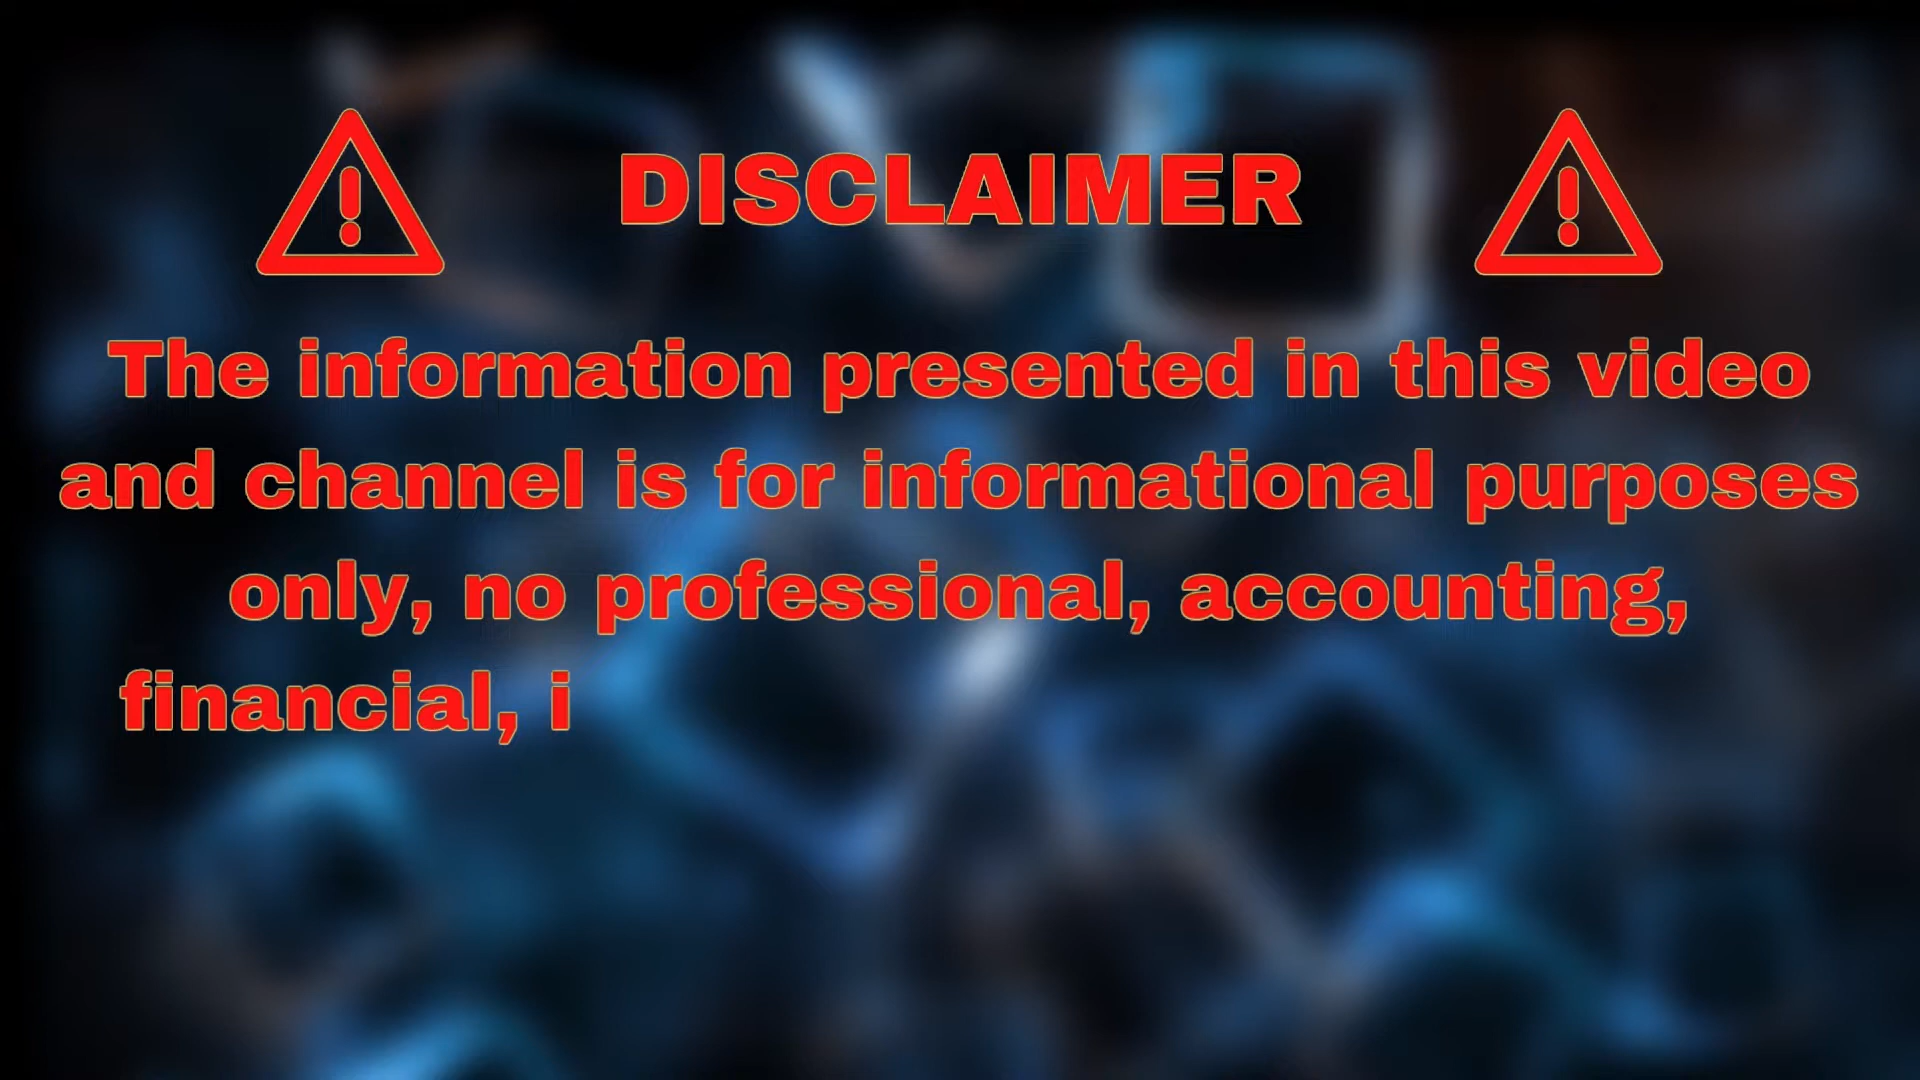 DISCLAIMER
The information presented in this video
and channel is for informational purposes
only, no professional, accounting,
financial, i